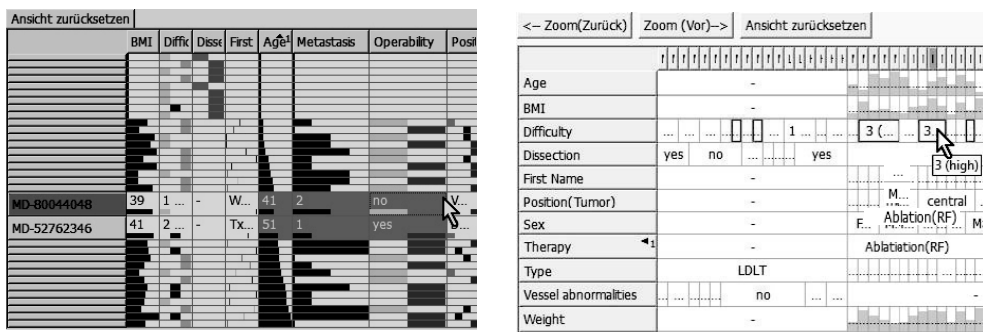 Ansicht zurücksetzen
BMI Diffic Disse First Age1 Metastasis Operability Posit
MD-80044048 39 1 ... - W... 41 2 no V...
MD-52762346 41 2 ... - Tx... 51 1 yes
<-- Zoom(Zurück) Zoom (Vor)--> Ansicht zurücksetzen
Age -
BMI -
Difficulty ... ... ... ... 1 ... ... ... 3 (... ... 3 ...
Dissection yes no ... ... yes
3 (high)
First Name - ...
Position(Tumor) - M... central
Sex - F... Ablation(RF) M
Therapy 1 - Ablatiation(RF)
Type LDLT
Vessel abnormalities ... ... ... no ... ... -
Weight -